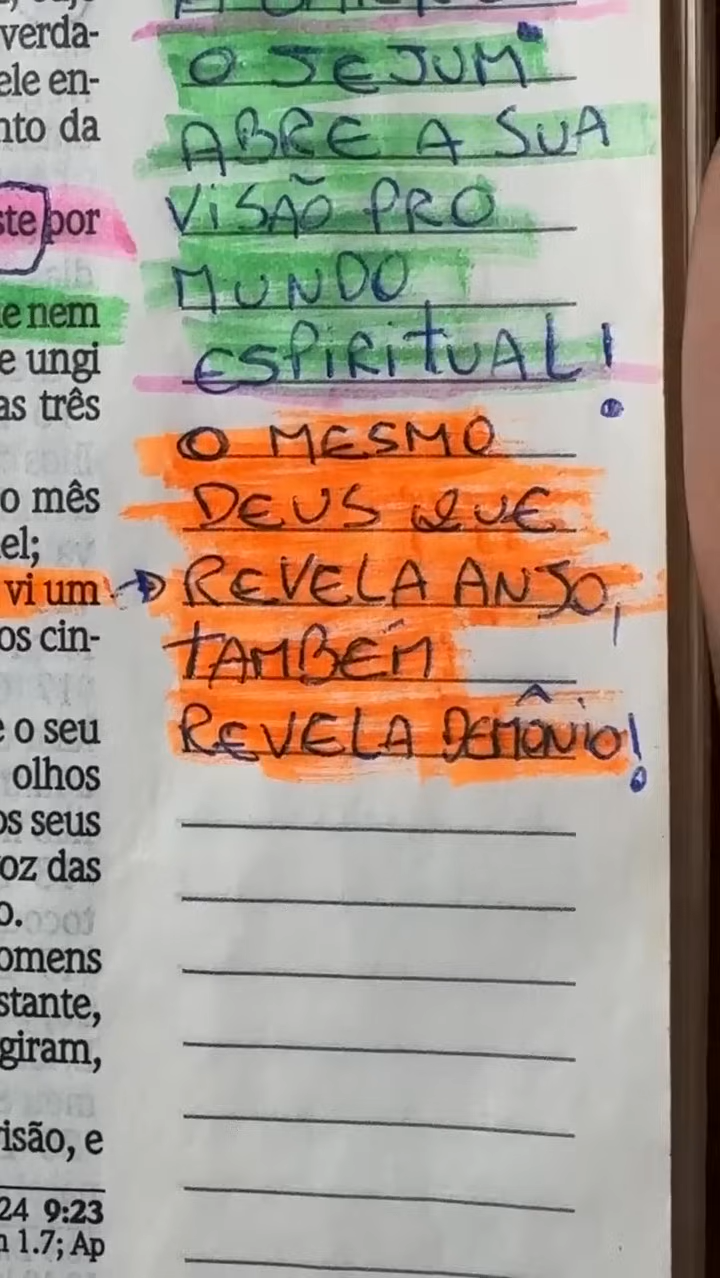 verda-
ele en-
nto da
ste por
e nem
e ungi
as três
o mês
el;
vi um
os cin-
e o seu
olhos
os seus
oz das
o.
omens
stante,
giram,
isão, e
24 9:23
1.7; Ap
O JEJUM
ABRE A SUA
VISÃO PRO
MUNDO
ESPIRITUAL!
O MESMO
DEUS QUE
REVELA ANJO,
TAMBÉM
REVELA DEMÔNIO!